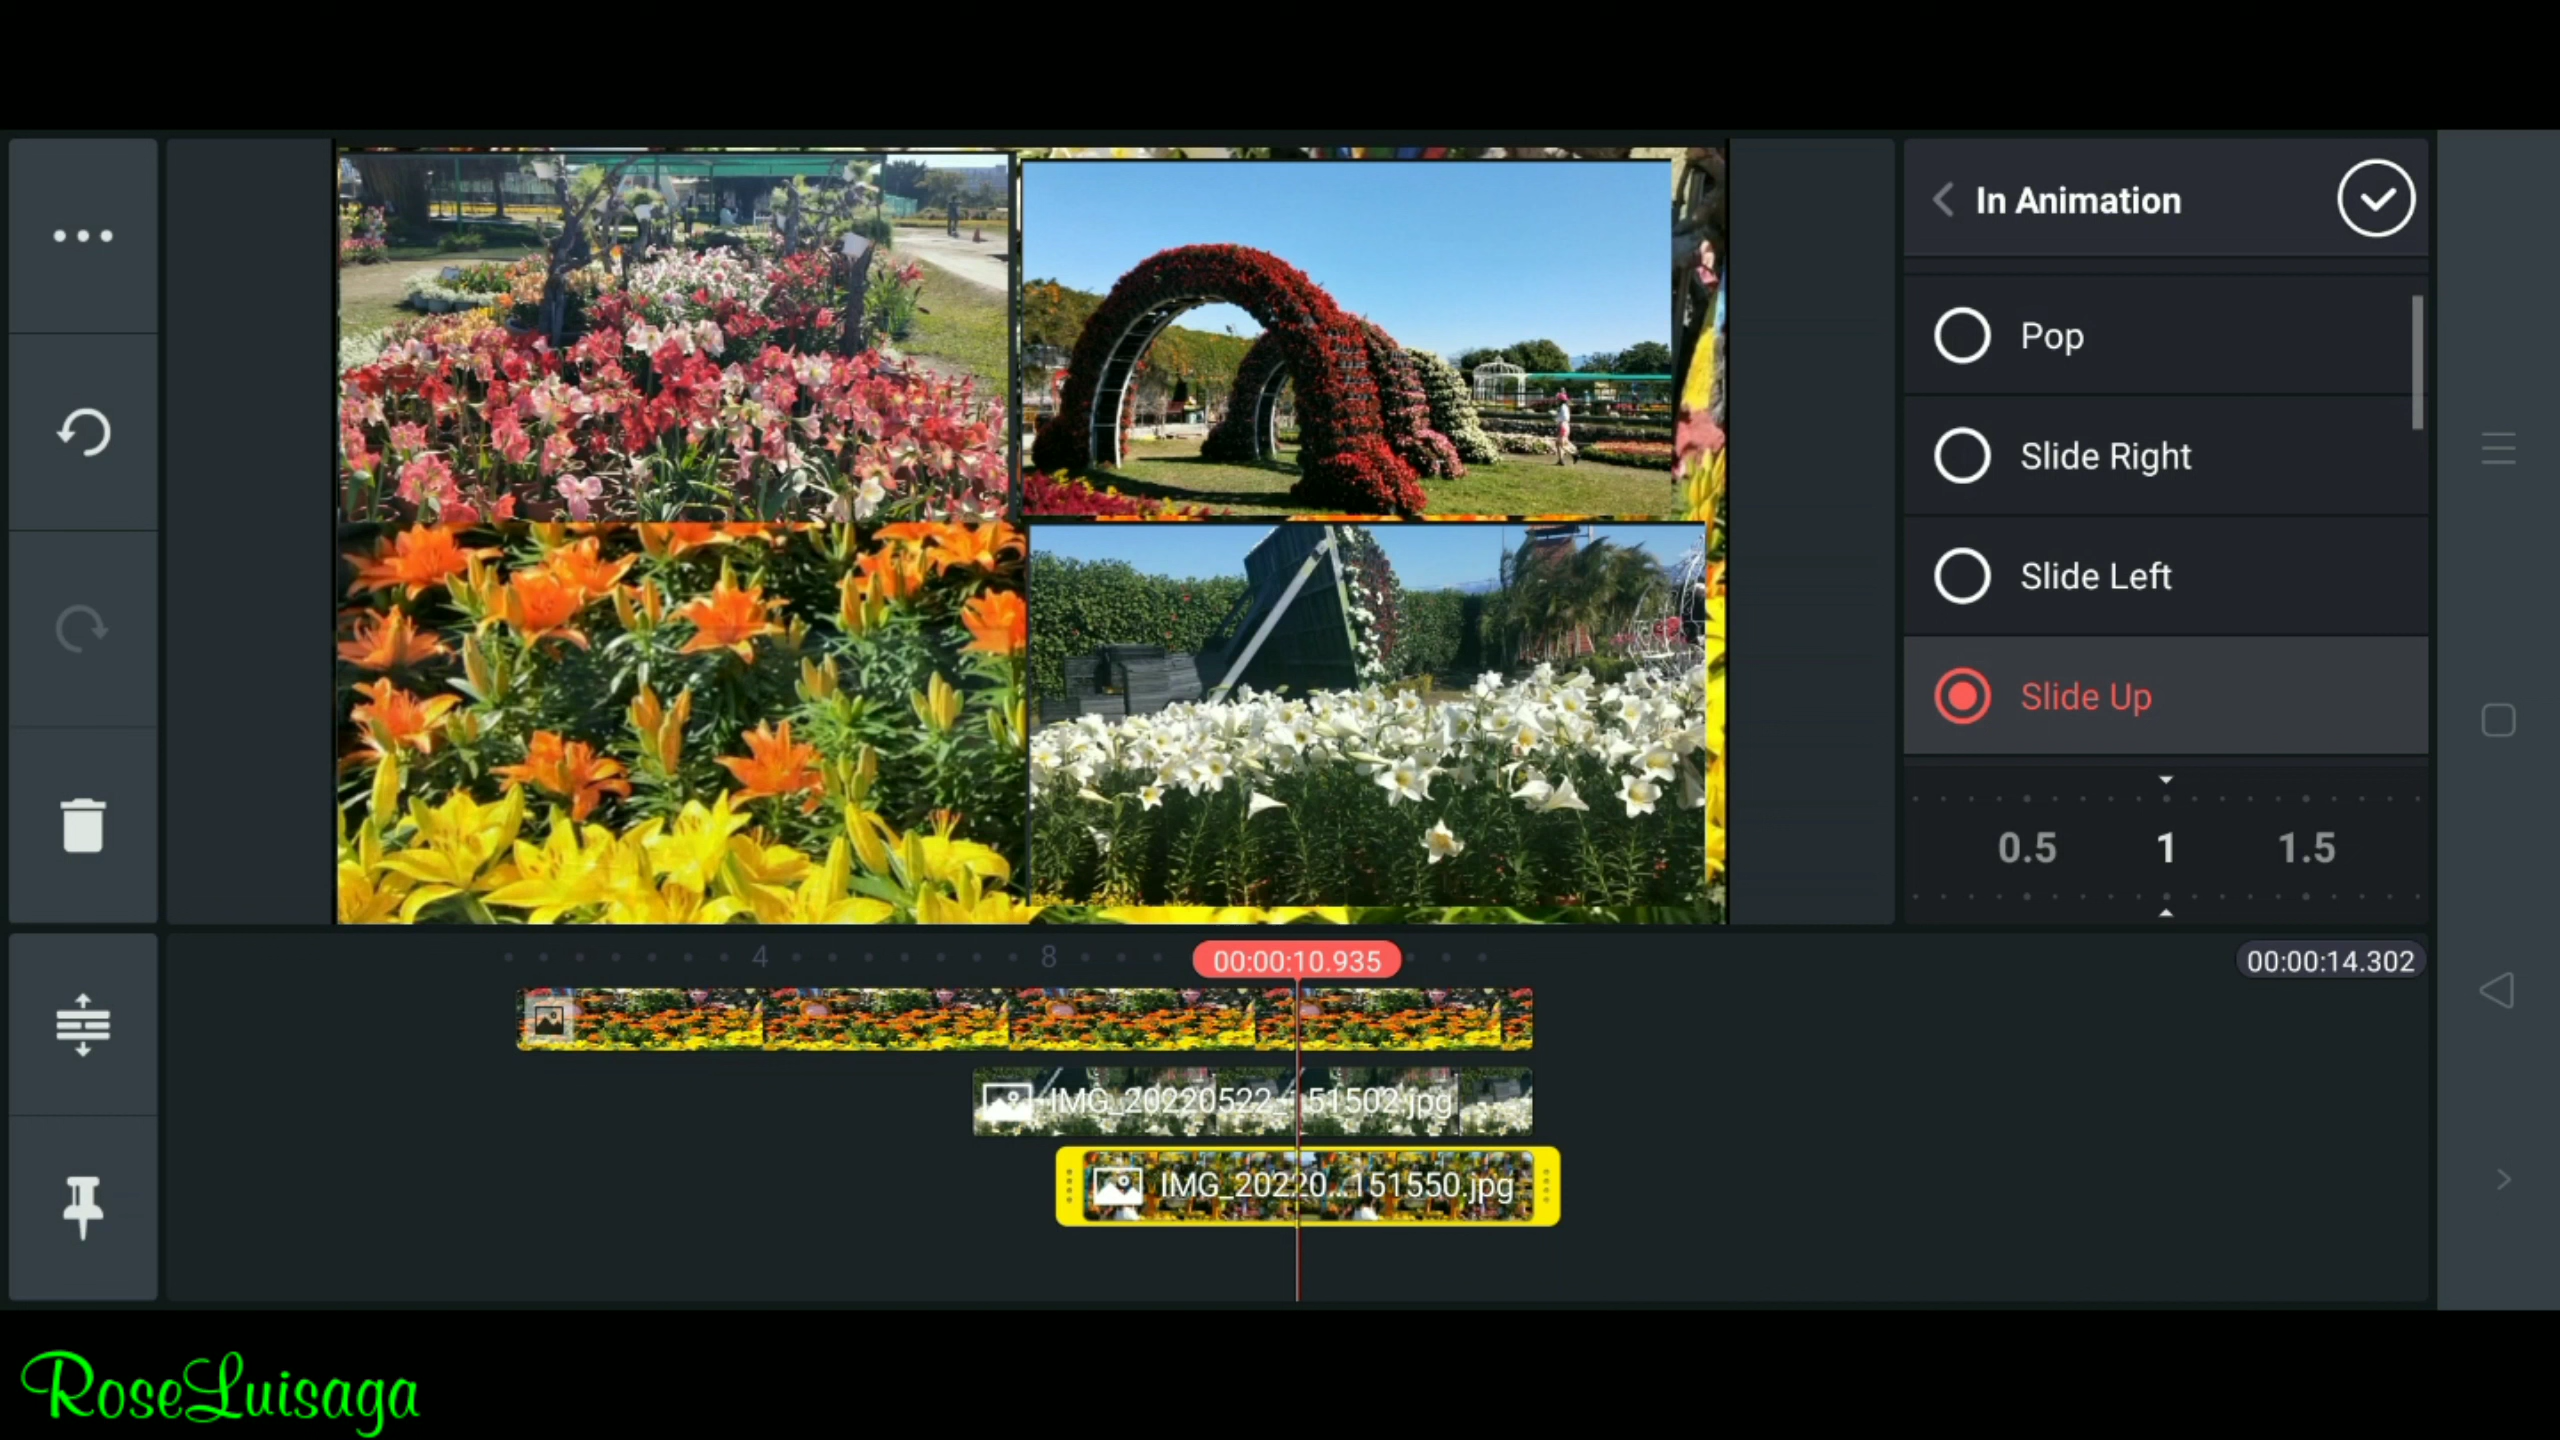 In Animation
Pop
Slide Right
Slide Left
Slide Up
0.5 1 1.5
4 8 00:00:10.935 00:00:14.302
IMG_20220522_151502.jpg
IMG_20220...151550.jpg
RoseLuisaga